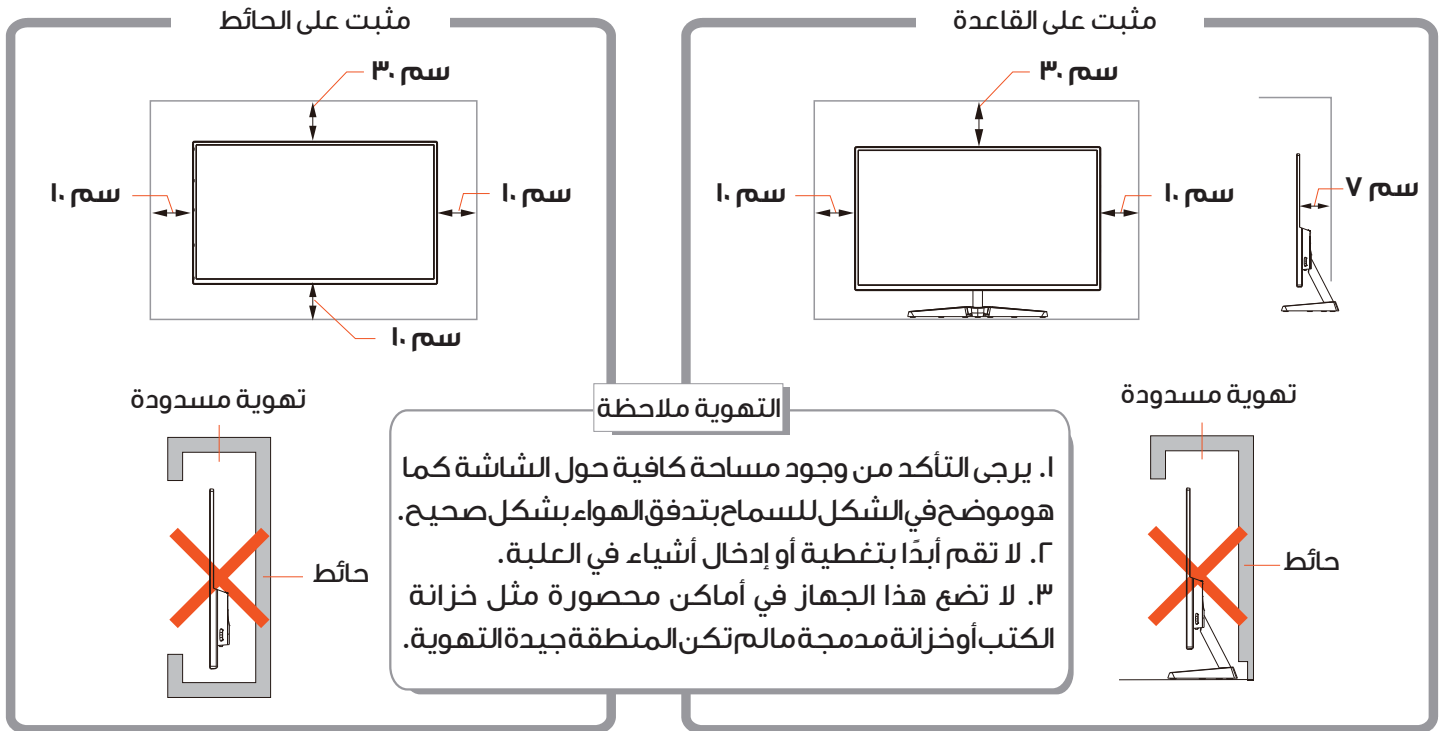 مثبت على القاعدة
سم ٣٠
سم ١٠
سم ١٠
سم ٧
تهوية مسدودة
حائط
مثبت على الحائط
سم ٣٠
سم ١٠
سم ١٠
سم ١٠
تهوية مسدودة
حائط
التهوية ملاحظة
١. يرجى التأكد من وجود مساحة كافية حول الشاشة كما
هو موضح في الشكل للسماح بتدفق الهواء بشكل صحيح.
٢. لا تقم أبدًا بتغطية أو إدخال أشياء في العلبة.
٣. لا تضع هذا الجهاز في أماكن محصورة مثل خزانة
الكتب أو خزانة مدمجة ما لم تكن المنطقة جيدة التهوية.